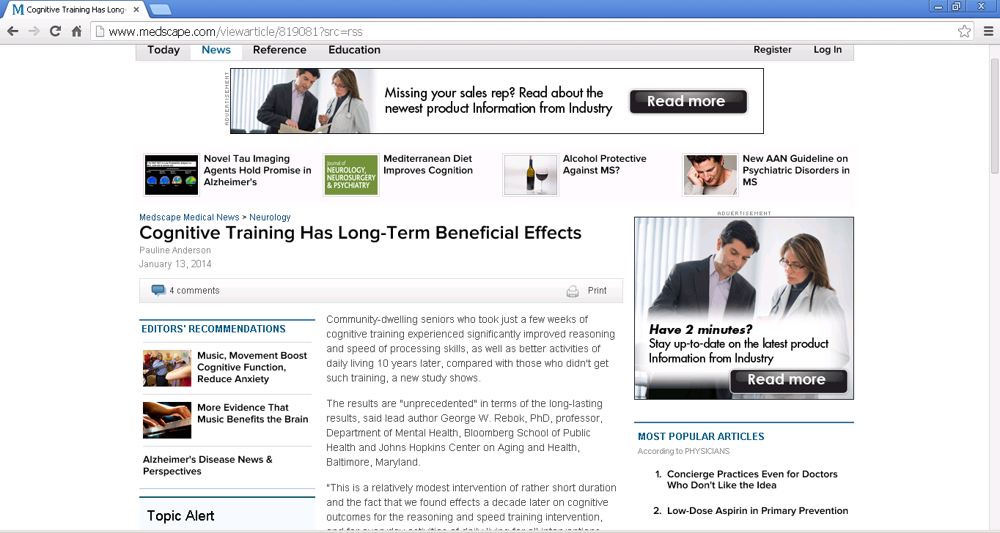 Cognitive Training Has Long-
www.medscape.com/viewarticle/819081?src=rss
Today News Reference Education Register Log In
ADVERTISEMENT
Missing your sales rep? Read about the
newest product Information from Industry
Read more
Novel Tau Imaging
Agents Hold Promise in
Alzheimer's
Journal of
NEUROLOGY,
NEUROSURGERY
& PSYCHIATRY
Mediterranean Diet
Improves Cognition
Alcohol Protective
Against MS?
New AAN Guideline on
Psychiatric Disorders in
MS
Medscape Medical News > Neurology
Cognitive Training Has Long-Term Beneficial Effects
Pauline Anderson
January 13, 2014
4 comments
Print
EDITORS' RECOMMENDATIONS
Music, Movement Boost
Cognitive Function,
Reduce Anxiety
More Evidence That
Music Benefits the Brain
Alzheimer's Disease News &
Perspectives
Topic Alert
Community-dwelling seniors who took just a few weeks of
cognitive training experienced significantly improved reasoning
and speed of processing skills, as well as better activities of
daily living 10 years later, compared with those who didn't get
such training, a new study shows.
The results are "unprecedented" in terms of the long-lasting
results, said lead author George W. Rebok, PhD, professor,
Department of Mental Health, Bloomberg School of Public
Health and Johns Hopkins Center on Aging and Health,
Baltimore, Maryland.
"This is a relatively modest intervention of rather short duration
and the fact that we found effects a decade later on cognitive
outcomes for the reasoning and speed training intervention,
and for everyday activities of daily living for all interventions
ADVERTISEMENT
Have 2 minutes?
Stay up-to-date on the latest product
Information from Industry
Read more
MOST POPULAR ARTICLES
According to PHYSICIANS
1. Concierge Practices Even for Doctors
Who Don't Like the Idea
2. Low-Dose Aspirin in Primary Prevention